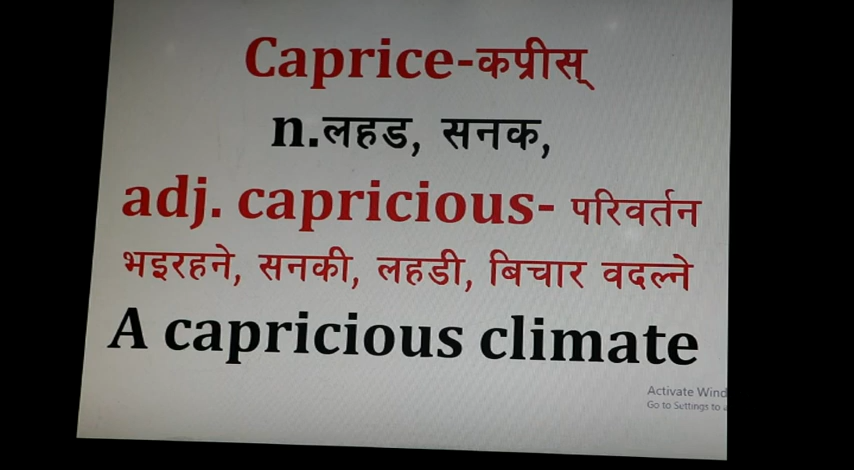 Caprice-कप्रीस्
n.लहड, सनक,
adj. capricious- परिवर्तन
भइरहने, सनकी, लहडी, बिचार वदल्ने
A capricious climate
Activate Wind
Go to Settings to a